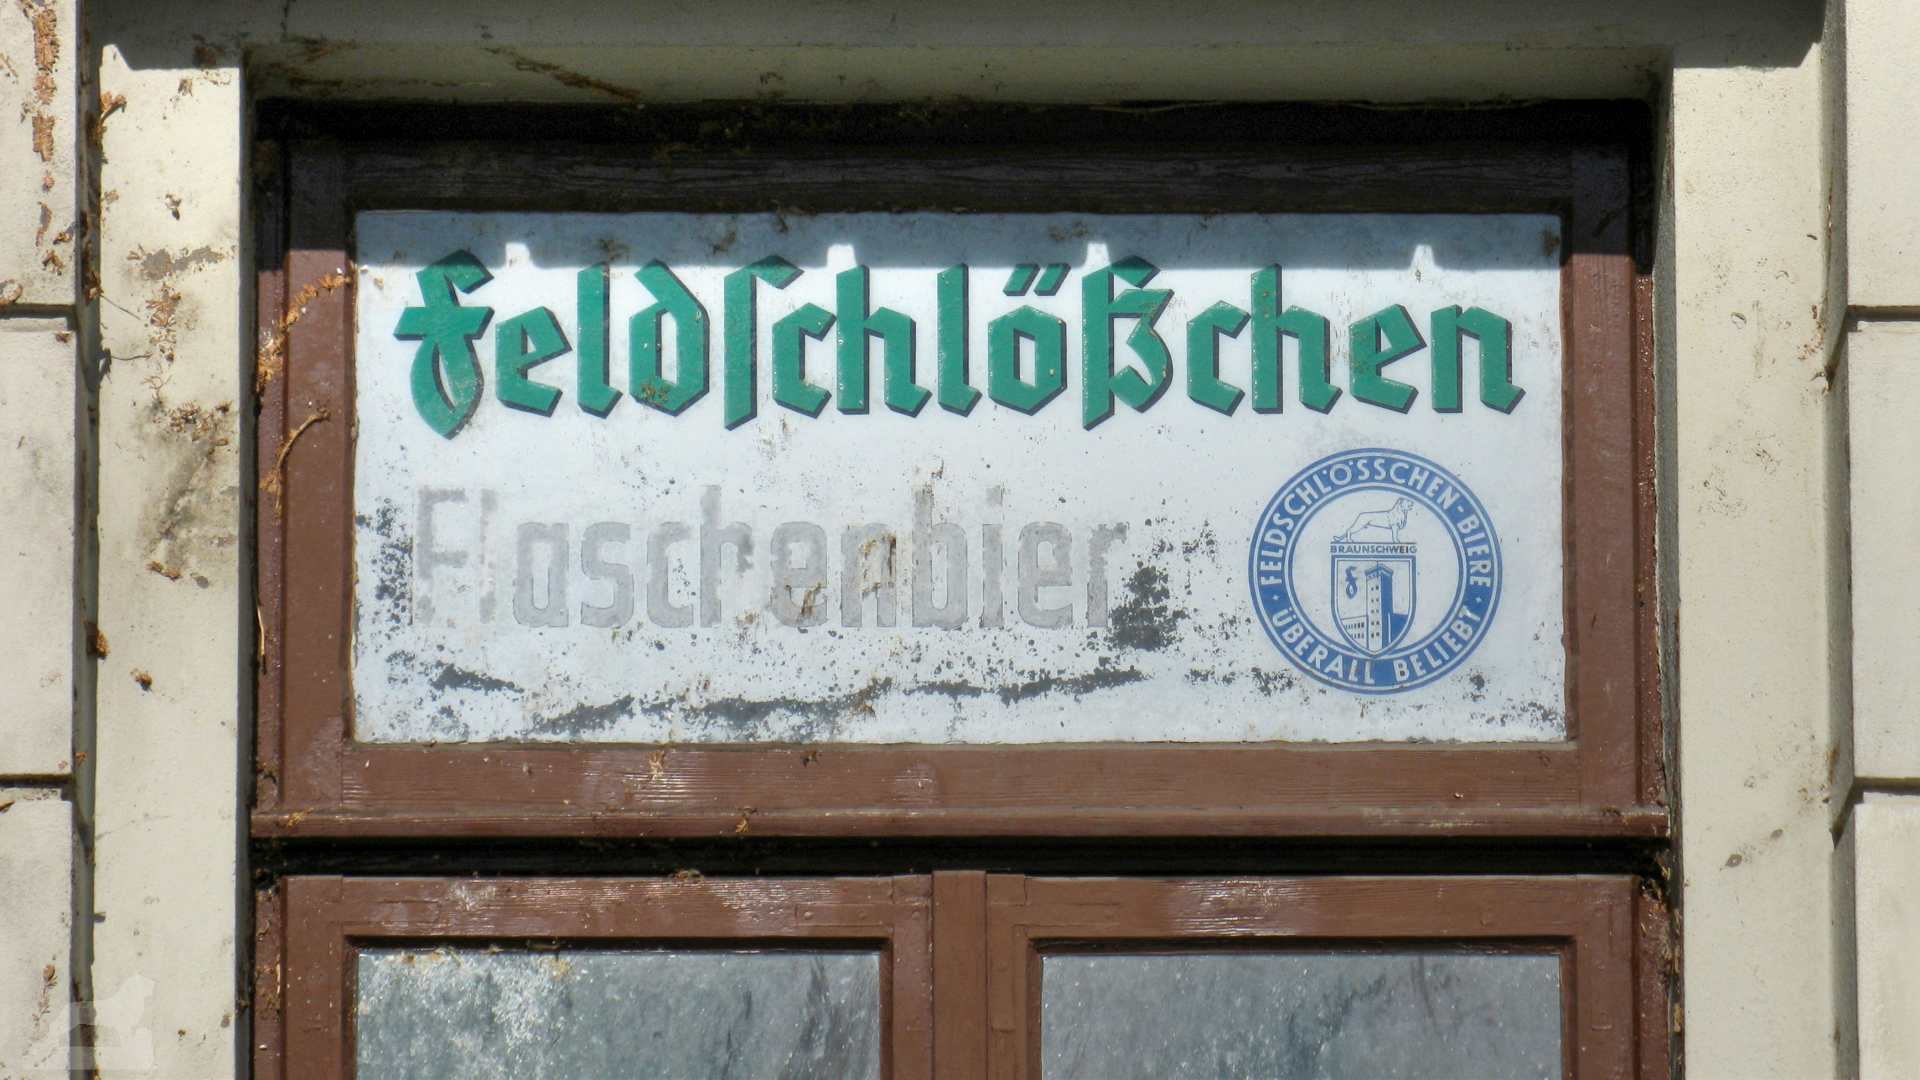 Feldſchlößchen
Flaschenbier
FELDSCHLÖSSCHEN-BIERE
BRAUNSCHWEIG
F
· ÜBERALL BELIEBT ·